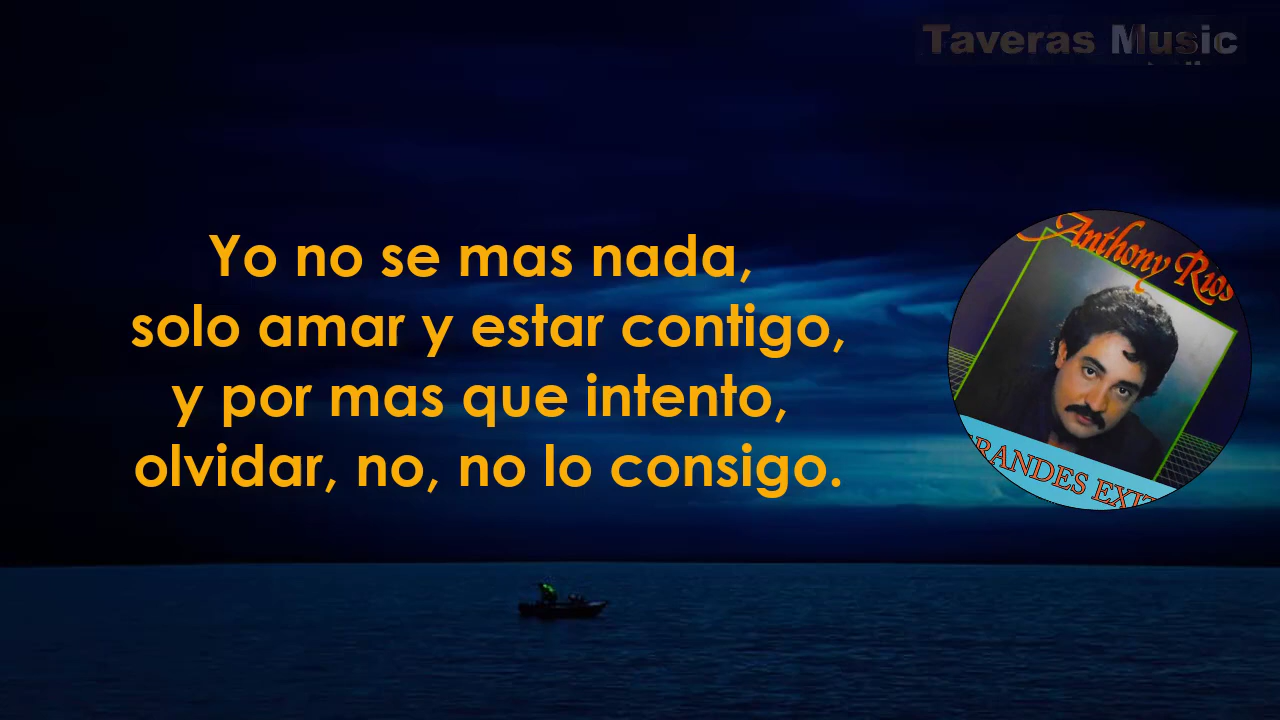 Taveras Music
Yo no se mas nada,
solo amar y estar contigo,
y por mas que intento,
olvidar, no, no lo consigo.
Anthony Rios
GRANDES EXIT